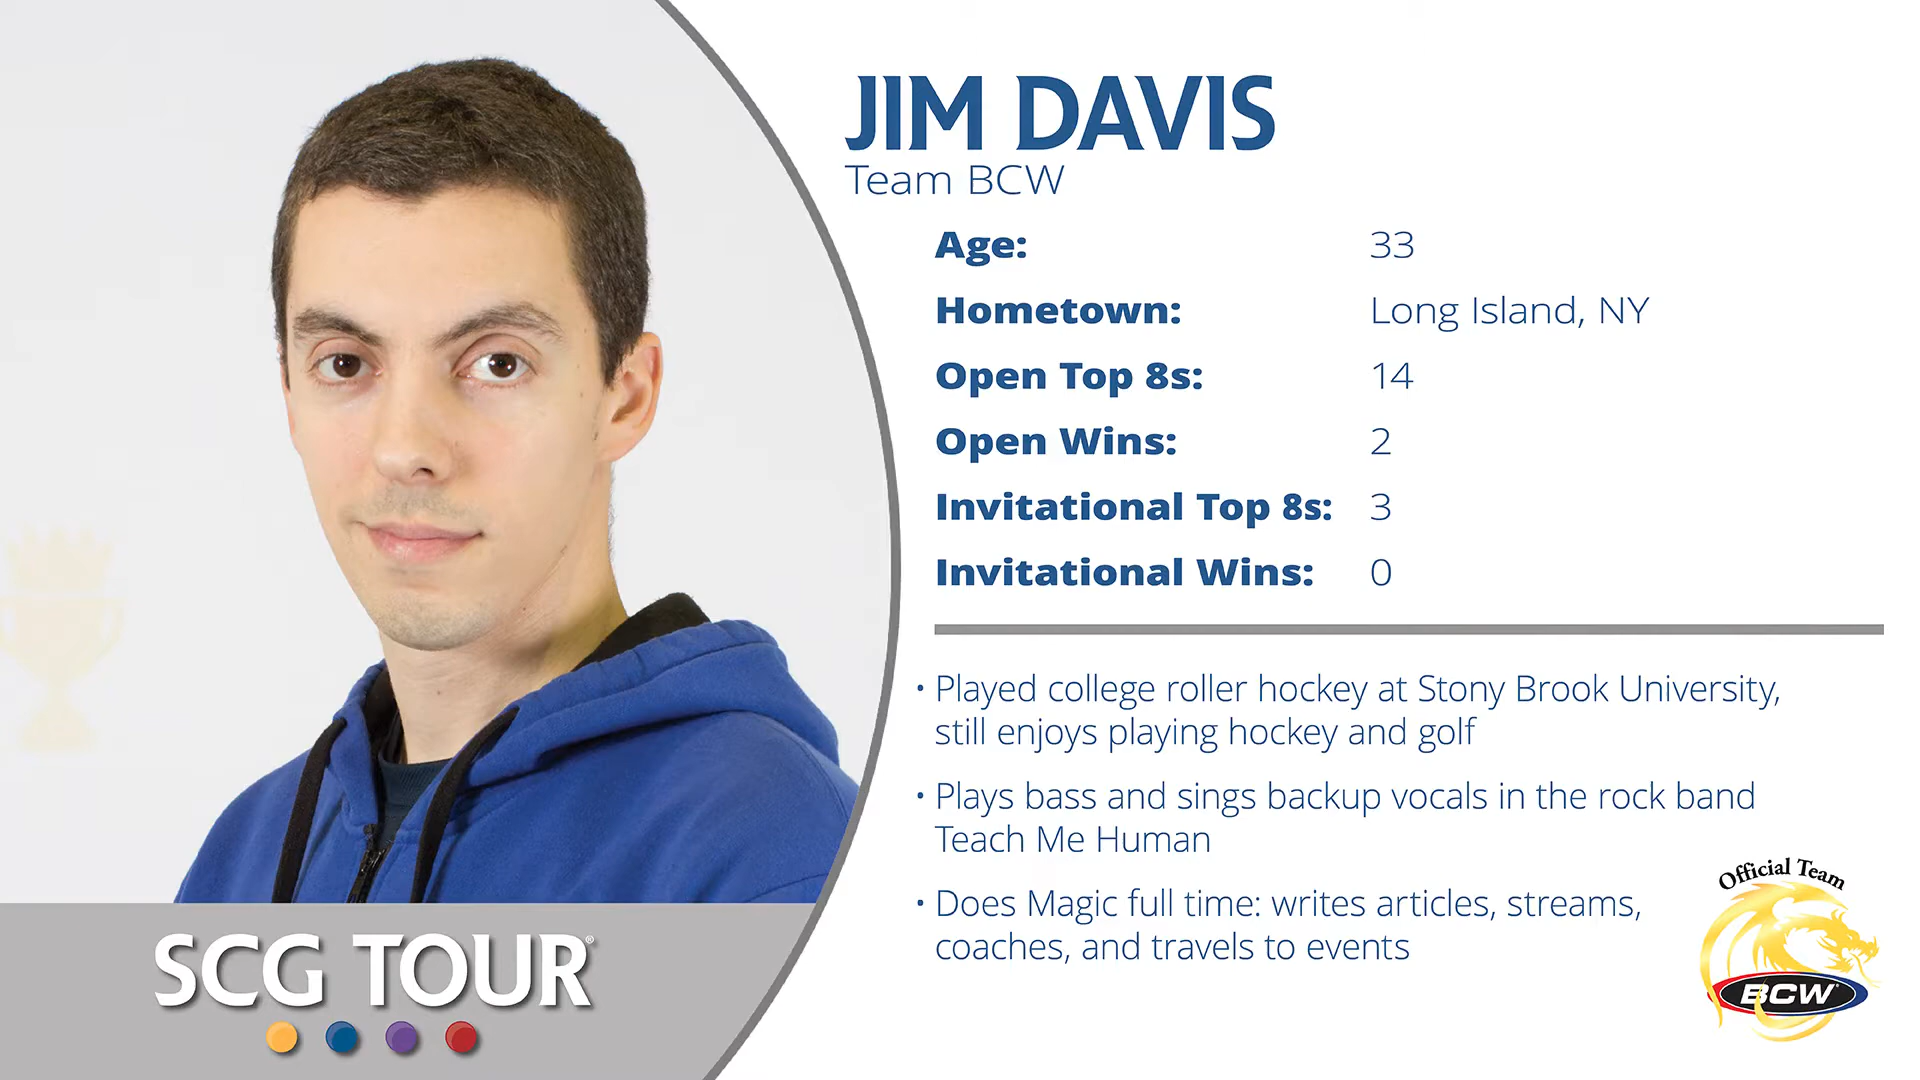 JIM DAVIS
Team BCW
Age: 33
Hometown: Long Island, NY
Open Top 8s: 14
Open Wins: 2
Invitational Top 8s: 3
Invitational Wins: 0
• Played college roller hockey at Stony Brook University,
still enjoys playing hockey and golf
• Plays bass and sings backup vocals in the rock band
Teach Me Human
• Does Magic full time: writes articles, streams,
coaches, and travels to events
Official Team
BCW®
SCG TOUR®